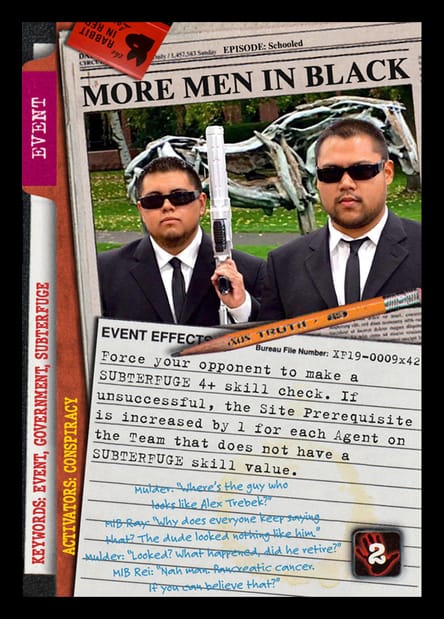 the RABBIT
IN RED
Daily / 1,457,563 Sunday EPISODE: Schooled
MORE MEN IN BLACK
EVENT
KEYWORDS: EVENT, GOVERNMENT, SUBTERFUGE
ACTIVATORS: CONSPIRACY
TRUTH
EVENT EFFECTS
Bureau File Number: XF19-0009x42
Force your opponent to make a
SUBTERFUGE 4+ skill check. If
unsuccessful, the Site Prerequisite
is increased by 1 for each Agent on
the Team that does not have a
SUBTERFUGE skill value.
Mulder: "Where's the guy who
looks like Alex Trebek?"
MIB Ray: "Why does everyone keep saying
that? The dude looked nothing like him."
Mulder: "Looked? What happened, did he retire?"
MIB Rei: "Nah man. Pancreatic cancer.
If you can believe that?"
2